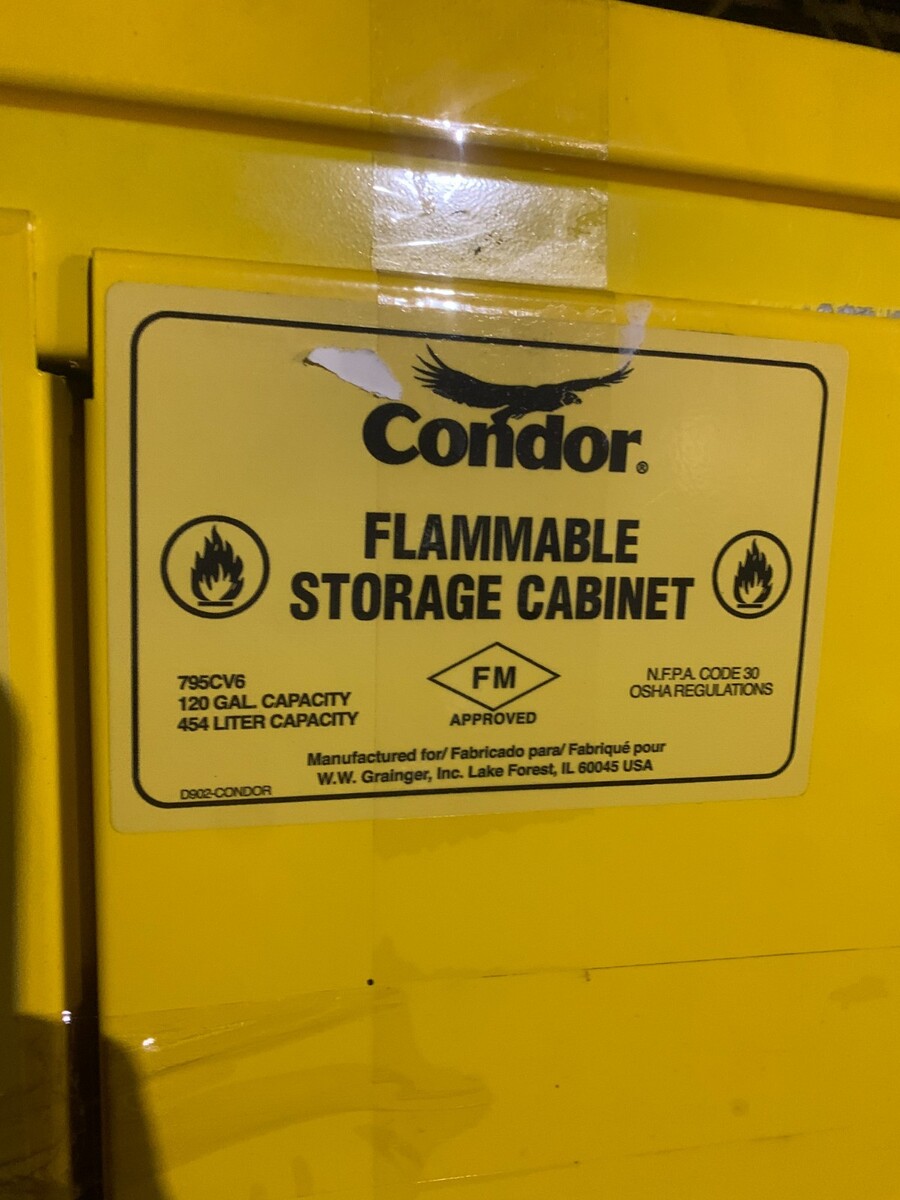 Condor®
FLAMMABLE
STORAGE CABINET
795CV6
120 GAL. CAPACITY
454 LITER CAPACITY
FM
APPROVED
N.F.P.A. CODE 30
OSHA REGULATIONS
Manufactured for/ Fabricado para/ Fabriqué pour
W.W. Grainger, Inc. Lake Forest, IL 60045 USA
D902-CONDOR